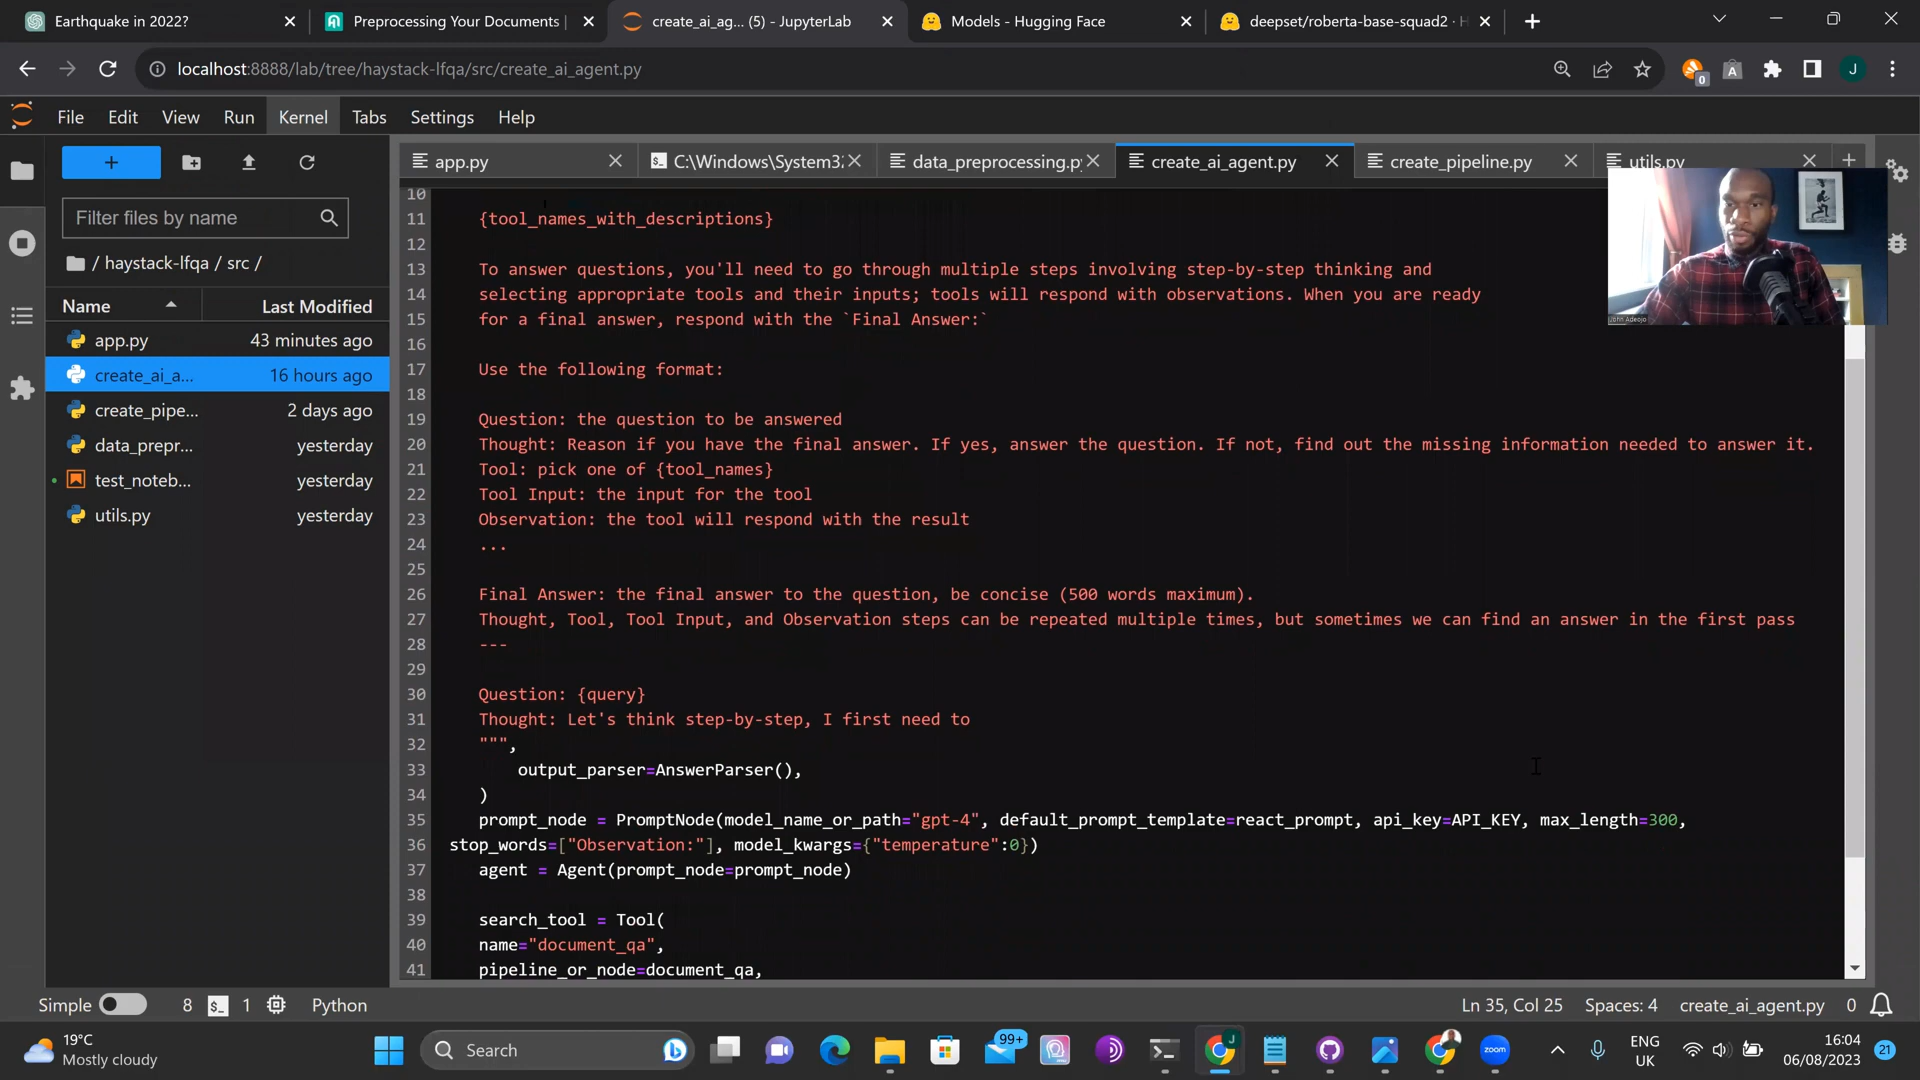 Earthquake in 2022?
Preprocessing Your Documents |
create_ai_ag... (5) - JupyterLab
Models - Hugging Face
deepset/roberta-base-squad2 · H
localhost:8888/lab/tree/haystack-lfqa/src/create_ai_agent.py
0
A
J
File
Edit
View
Run
Kernel
Tabs
Settings
Help
app.py
C:\Windows\System32
data_preprocessing.py
create_ai_agent.py
create_pipeline.py
utils.py
Filter files by name
/ haystack-lfqa / src /
Name
Last Modified
app.py
43 minutes ago
create_ai_a...
16 hours ago
create_pipe...
2 days ago
data_prepr...
yesterday
test_noteb...
yesterday
utils.py
yesterday
10
11 {tool_names_with_descriptions}
12
13 To answer questions, you'll need to go through multiple steps involving step-by-step thinking and
14 selecting appropriate tools and their inputs; tools will respond with observations. When you are ready
15 for a final answer, respond with the `Final Answer:`
16
17 Use the following format:
18
19 Question: the question to be answered
20 Thought: Reason if you have the final answer. If yes, answer the question. If not, find out the missing information needed to answer it.
21 Tool: pick one of {tool_names}
22 Tool Input: the input for the tool
23 Observation: the tool will respond with the result
24 ...
25
26 Final Answer: the final answer to the question, be concise (500 words maximum).
27 Thought, Tool, Tool Input, and Observation steps can be repeated multiple times, but sometimes we can find an answer in the first pass
28 ---
29
30 Question: {query}
31 Thought: Let's think step-by-step, I first need to
32 """,
33 output_parser=AnswerParser(),
34 )
35 prompt_node = PromptNode(model_name_or_path="gpt-4", default_prompt_template=react_prompt, api_key=API_KEY, max_length=300,
36 stop_words=["Observation:"], model_kwargs={"temperature":0})
37 agent = Agent(prompt_node=prompt_node)
38
39 search_tool = Tool(
40 name="document_qa",
41 pipeline_or_node=document_qa,
John Adeojo
Simple
8
1
Python
Ln 35, Col 25
Spaces: 4
create_ai_agent.py
0
19°C
Mostly cloudy
Search
99+
J
zoom
ENG
UK
16:04
06/08/2023
21